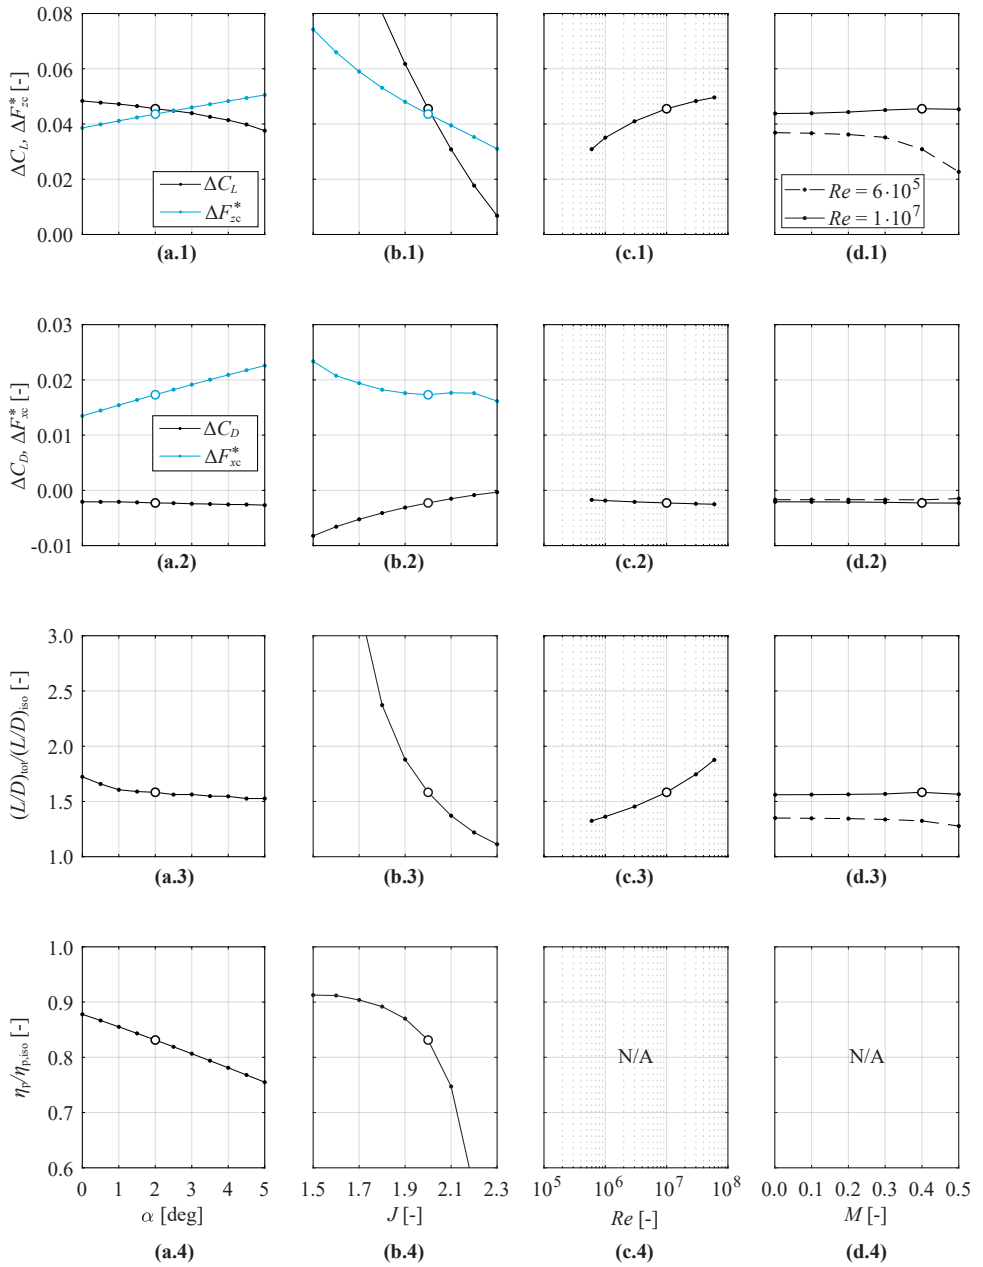 0.08
0.06
0.04
0.02
0.00
ΔC_L, ΔF*_zc [-]
ΔC_L
ΔF*_zc
Re = 6·10^5
Re = 1·10^7
(a.1) (b.1) (c.1) (d.1)
0.03
0.02
0.01
0.00
-0.01
ΔC_D, ΔF*_xc [-]
ΔC_D
ΔF*_xc
(a.2) (b.2) (c.2) (d.2)
3.0
2.5
2.0
1.5
1.0
(L/D)_tot/(L/D)_iso [-]
(a.3) (b.3) (c.3) (d.3)
1.0
0.9
0.8
0.7
0.6
η_p/η_p,iso [-]
N/A N/A
0 1 2 3 4 5 1.5 1.7 1.9 2.1 2.3 10^5 10^6 10^7 10^8 0.0 0.1 0.2 0.3 0.4 0.5
α [deg] J [-] Re [-] M [-]
(a.4) (b.4) (c.4) (d.4)